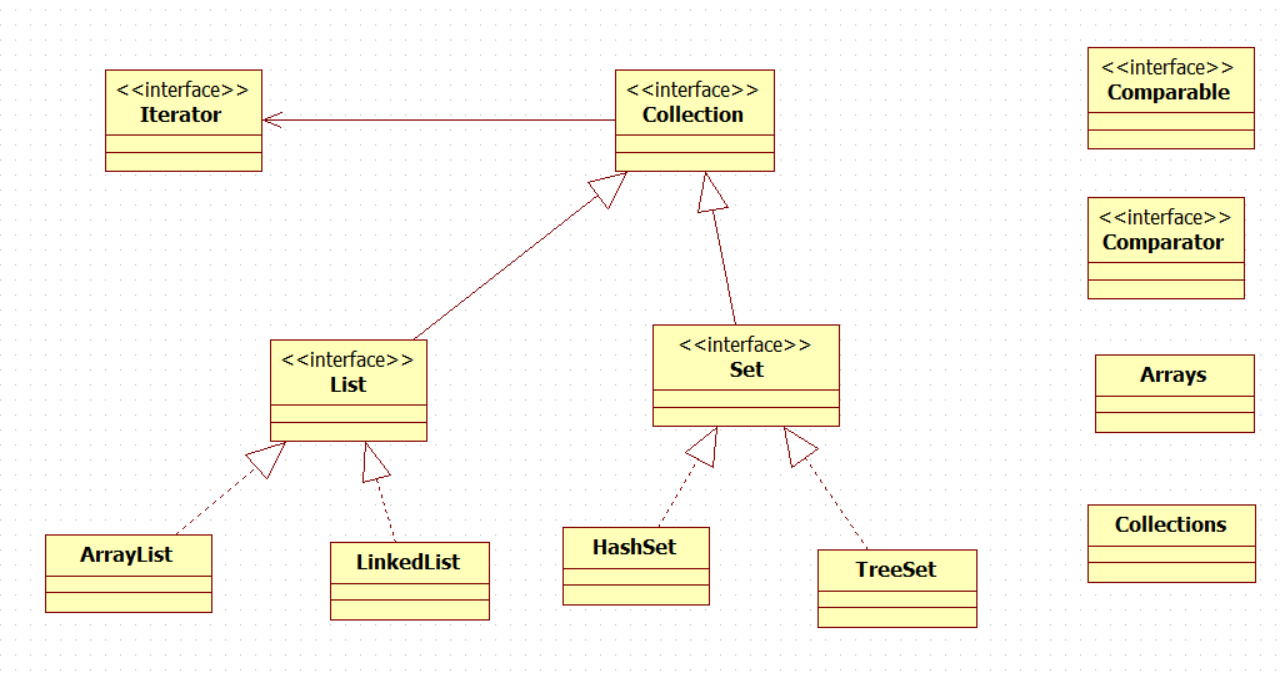 <<interface>>
Iterator
<<interface>>
Collection
<<interface>>
Comparable
<<interface>>
Comparator
<<interface>>
List
<<interface>>
Set
Arrays
Collections
ArrayList
LinkedList
HashSet
TreeSet